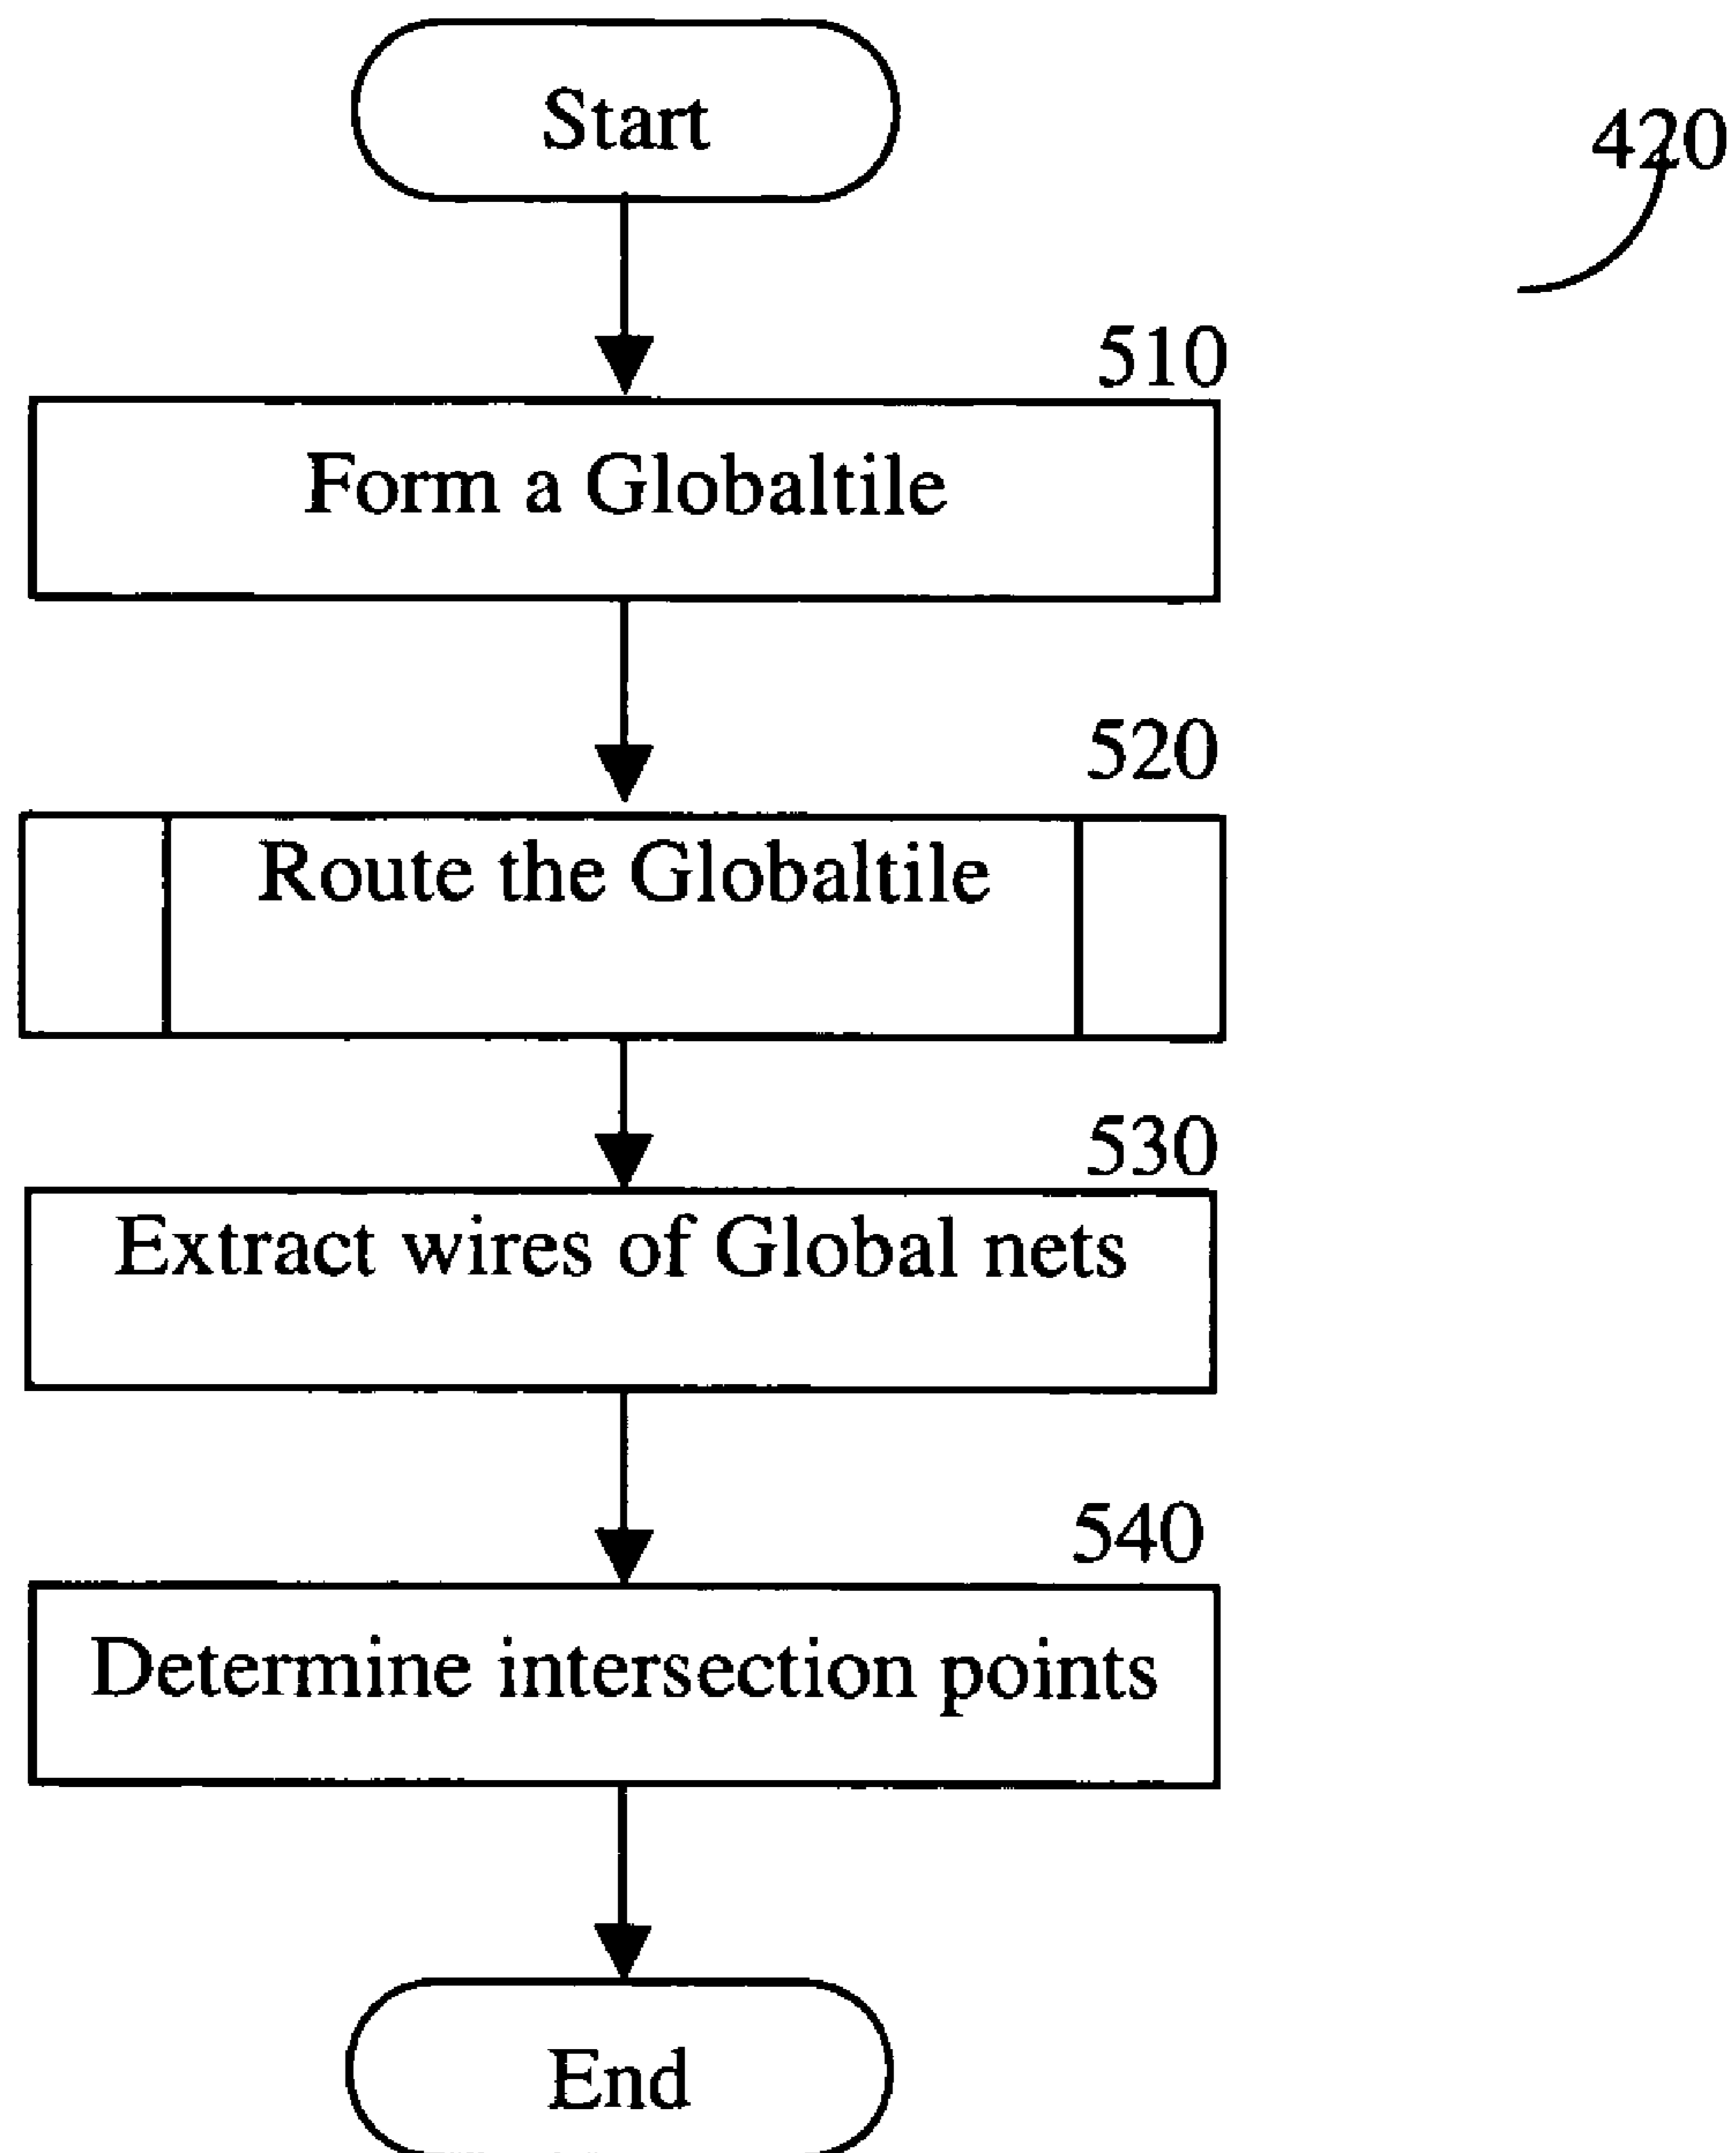 Start
420
510
Form a Globaltile
520
Route the Globaltile
530
Extract wires of Global nets
540
Determine intersection points
End